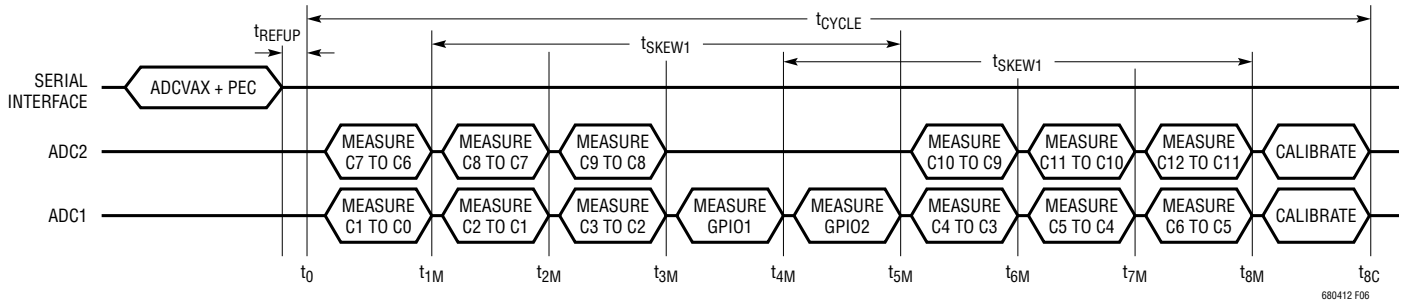 tCYCLE
tREFUP
tSKEW1
tSKEW1
SERIAL
INTERFACE
ADCVAX + PEC
ADC2
MEASURE
C7 TO C6
MEASURE
C8 TO C7
MEASURE
C9 TO C8
MEASURE
C10 TO C9
MEASURE
C11 TO C10
MEASURE
C12 TO C11
CALIBRATE
ADC1
MEASURE
C1 TO C0
MEASURE
C2 TO C1
MEASURE
C3 TO C2
MEASURE
GPIO1
MEASURE
GPIO2
MEASURE
C4 TO C3
MEASURE
C5 TO C4
MEASURE
C6 TO C5
CALIBRATE
t0 t1M t2M t3M t4M t5M t6M t7M t8M t8C
680412 F06